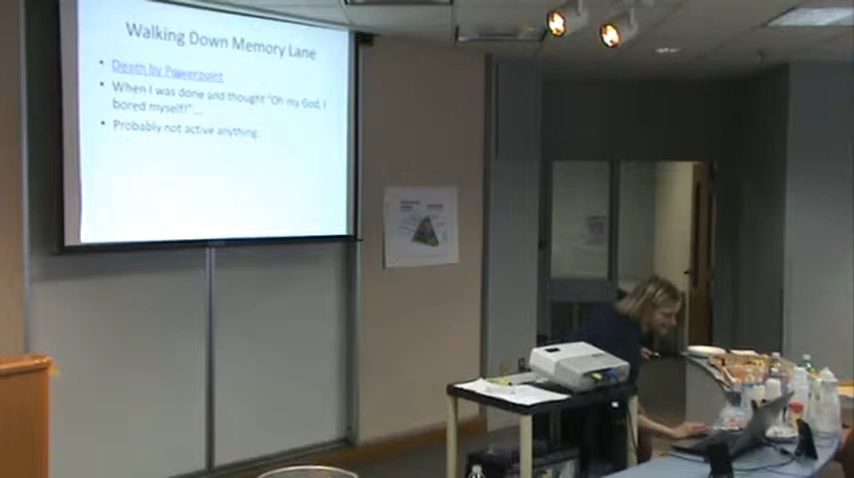 Walking Down Memory Lane
• Death by Powerpoint
• When I was done and thought "Oh my God, I
bored myself!"...
• Probably not active anything.